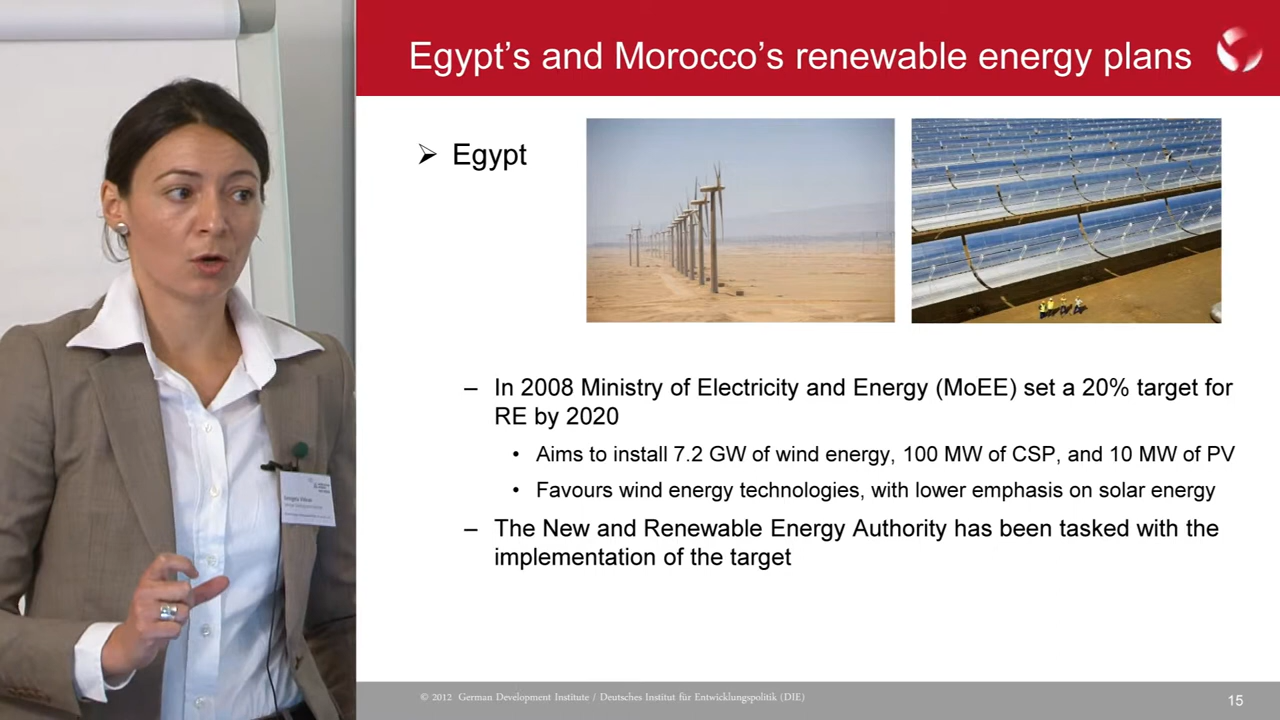 Egypt's and Morocco's renewable energy plans
➢ Egypt
– In 2008 Ministry of Electricity and Energy (MoEE) set a 20% target for
RE by 2020
• Aims to install 7.2 GW of wind energy, 100 MW of CSP, and 10 MW of PV
• Favours wind energy technologies, with lower emphasis on solar energy
– The New and Renewable Energy Authority has been tasked with the
implementation of the target
© 2012 German Development Institute / Deutsches Institut für Entwicklungspolitik (DIE)
15